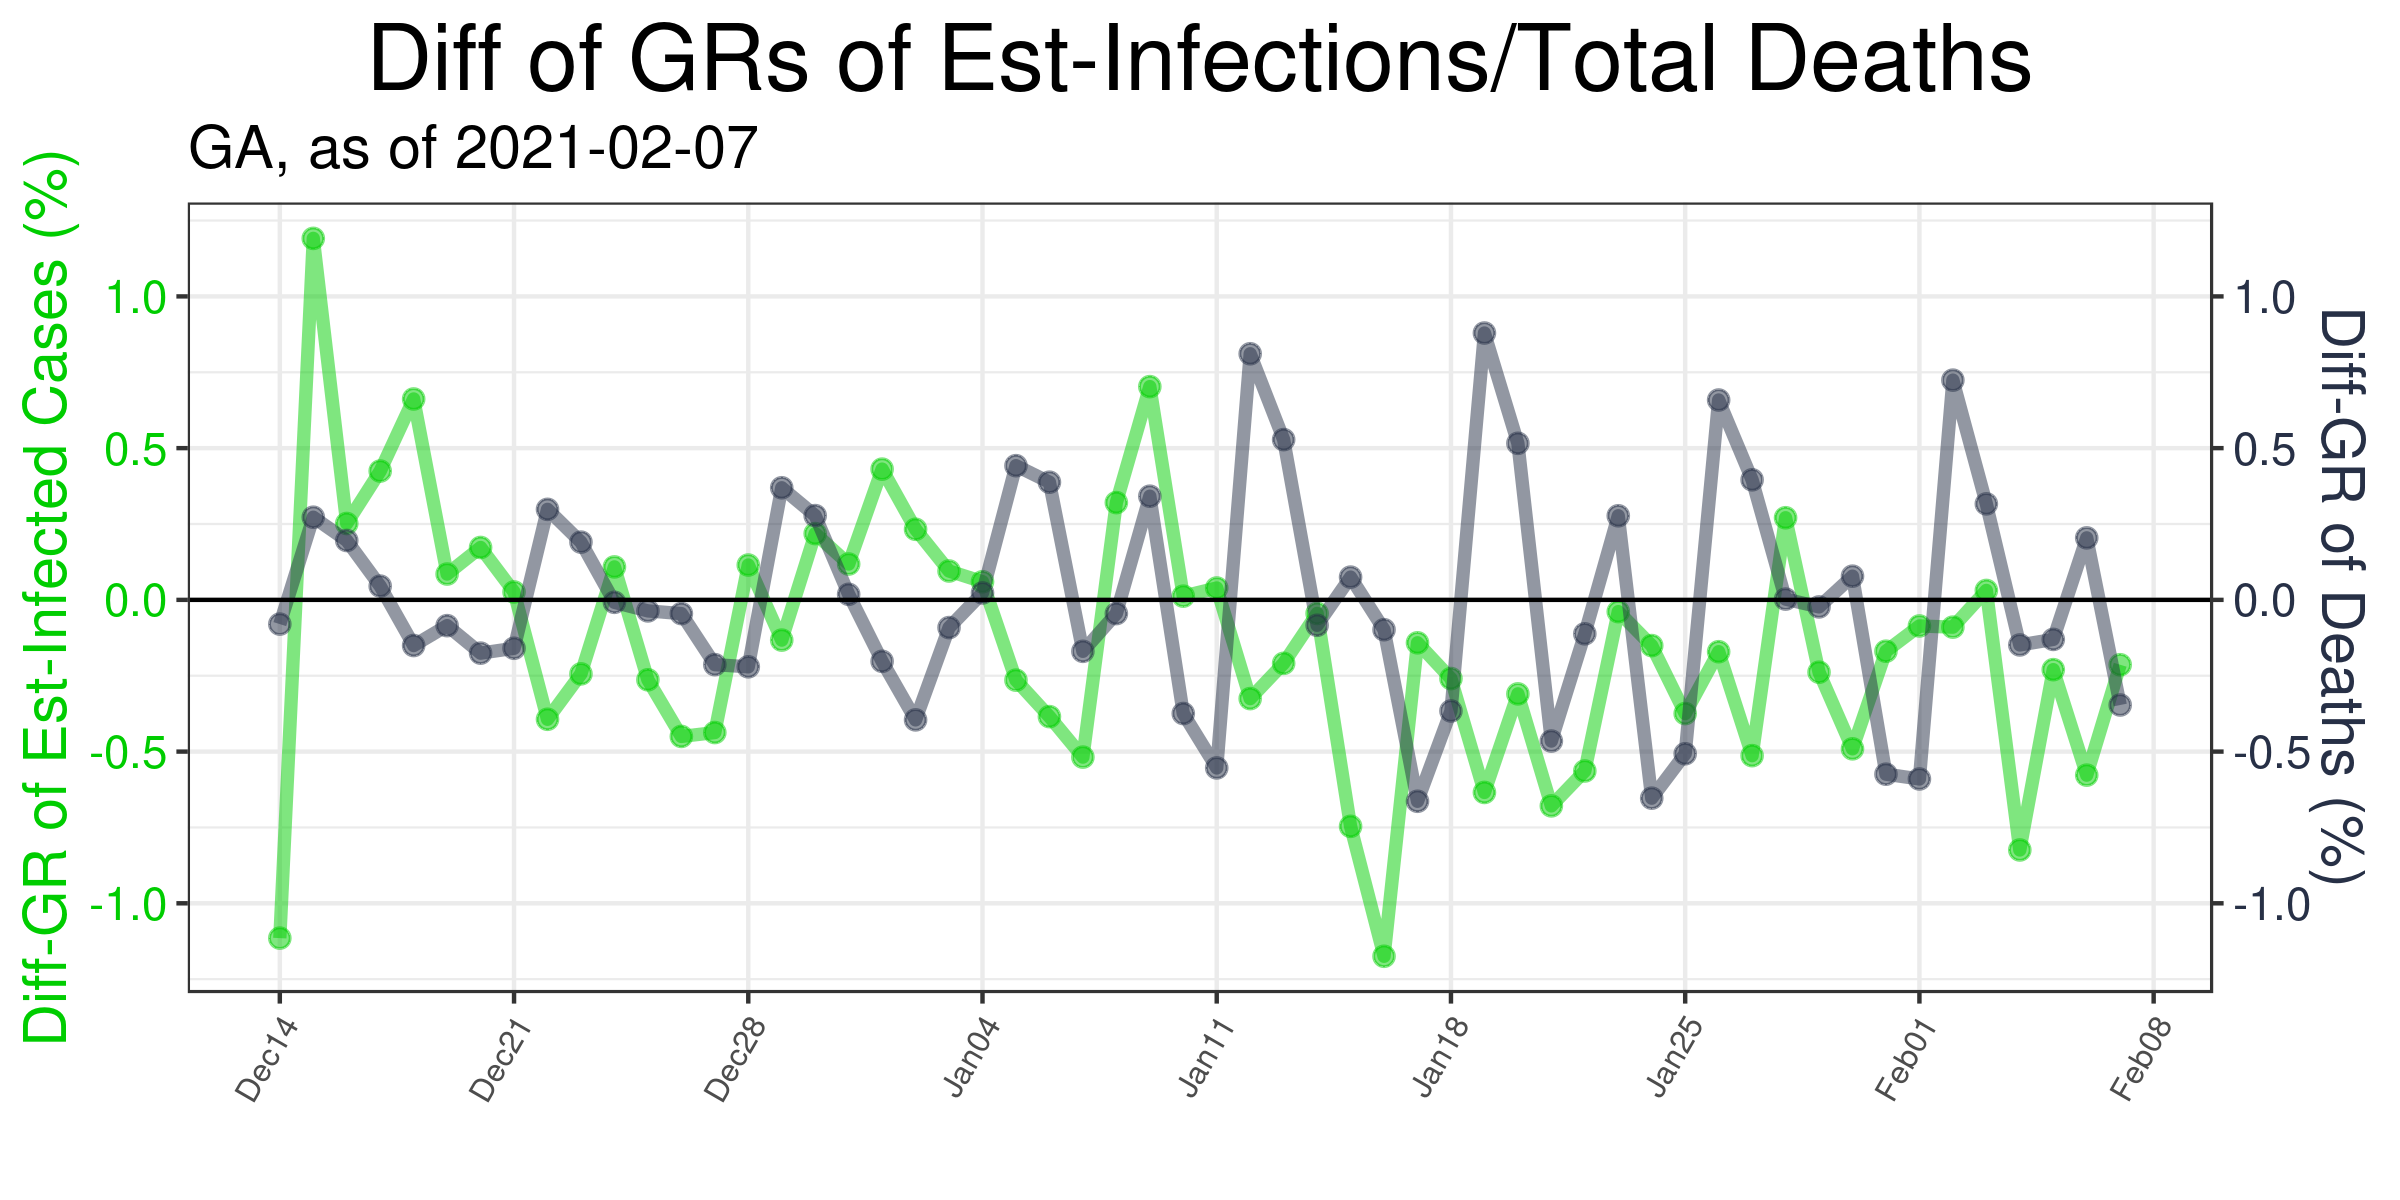 Diff of GRs of Est-Infections/Total Deaths
GA, as of 2021-02-07
Diff-GR of Est-Infected Cases (%)
1.0
0.5
0.0
-0.5
-1.0
1.0
0.5
0.0
-0.5
-1.0
Diff-GR of Deaths (%)
Dec14
Dec21
Dec28
Jan04
Jan11
Jan18
Jan25
Feb01
Feb08